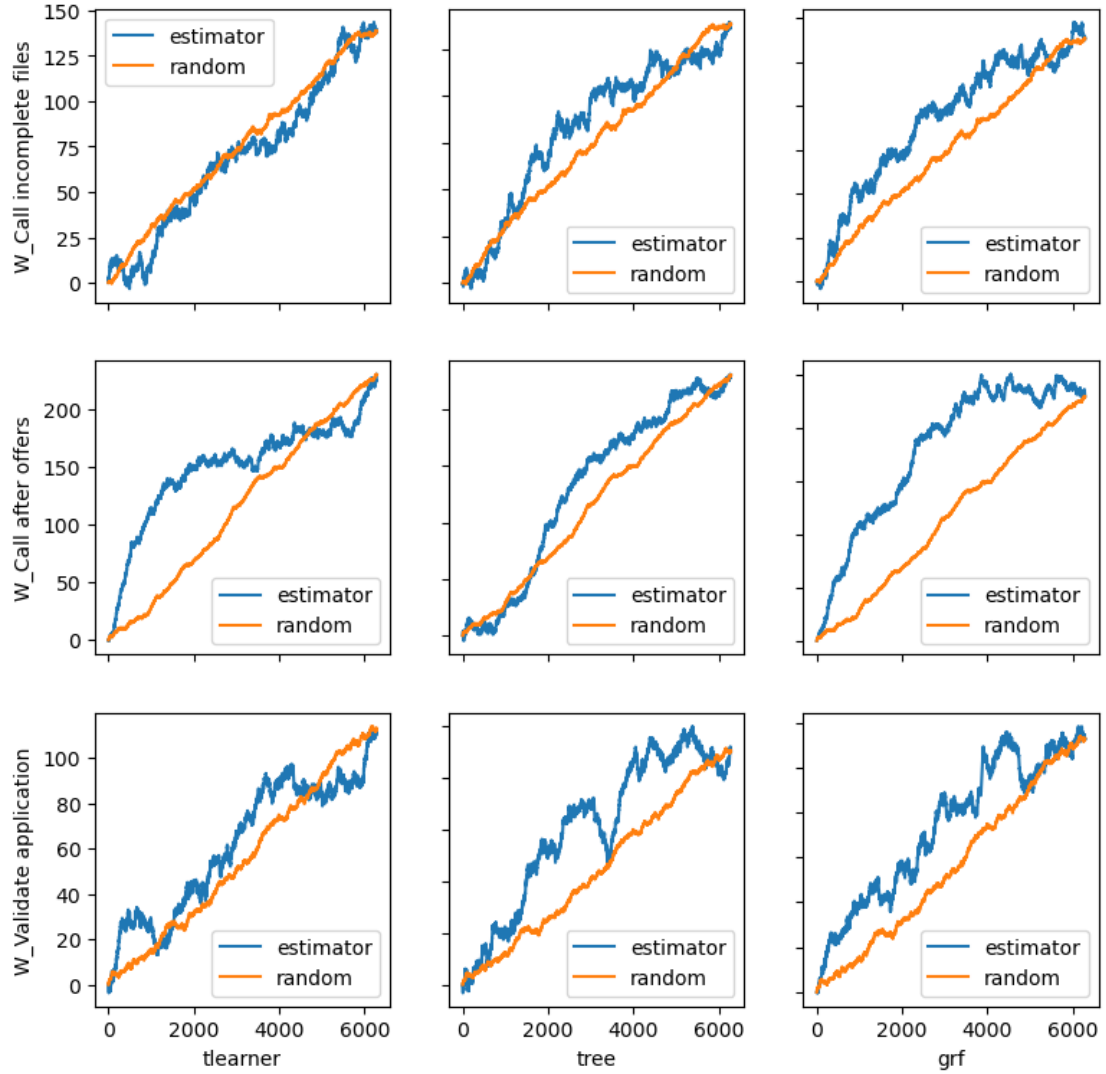 W_Call incomplete files
150
125
100
75
50
25
0
estimator
random
estimator
random
estimator
random
W_Call after offers
200
150
100
50
0
estimator
random
estimator
random
estimator
random
W_Validate application
100
80
60
40
20
0
estimator
random
estimator
random
estimator
random
0 2000 4000 6000
0 2000 4000 6000
0 2000 4000 6000
tlearner
tree
grf